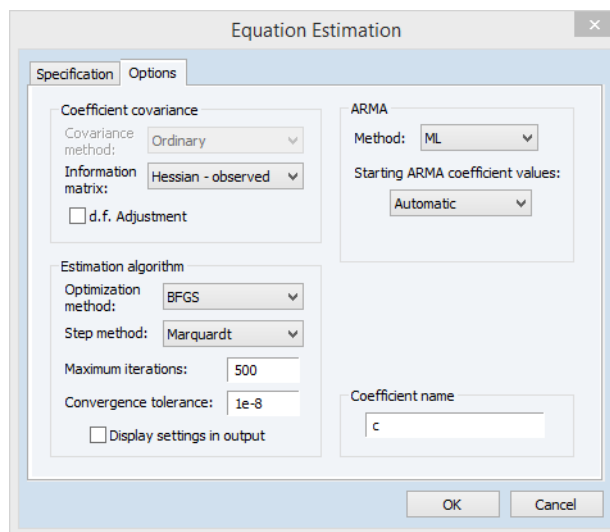 Equation Estimation
Specification
Options
Coefficient covariance
Covariance
method:
Ordinary
Information
matrix:
Hessian - observed
d.f. Adjustment
Estimation algorithm
Optimization
method:
BFGS
Step method:
Marquardt
Maximum iterations:
500
Convergence tolerance:
1e-8
Display settings in output
ARMA
Method:
ML
Starting ARMA coefficient values:
Automatic
Coefficient name
c
OK
Cancel